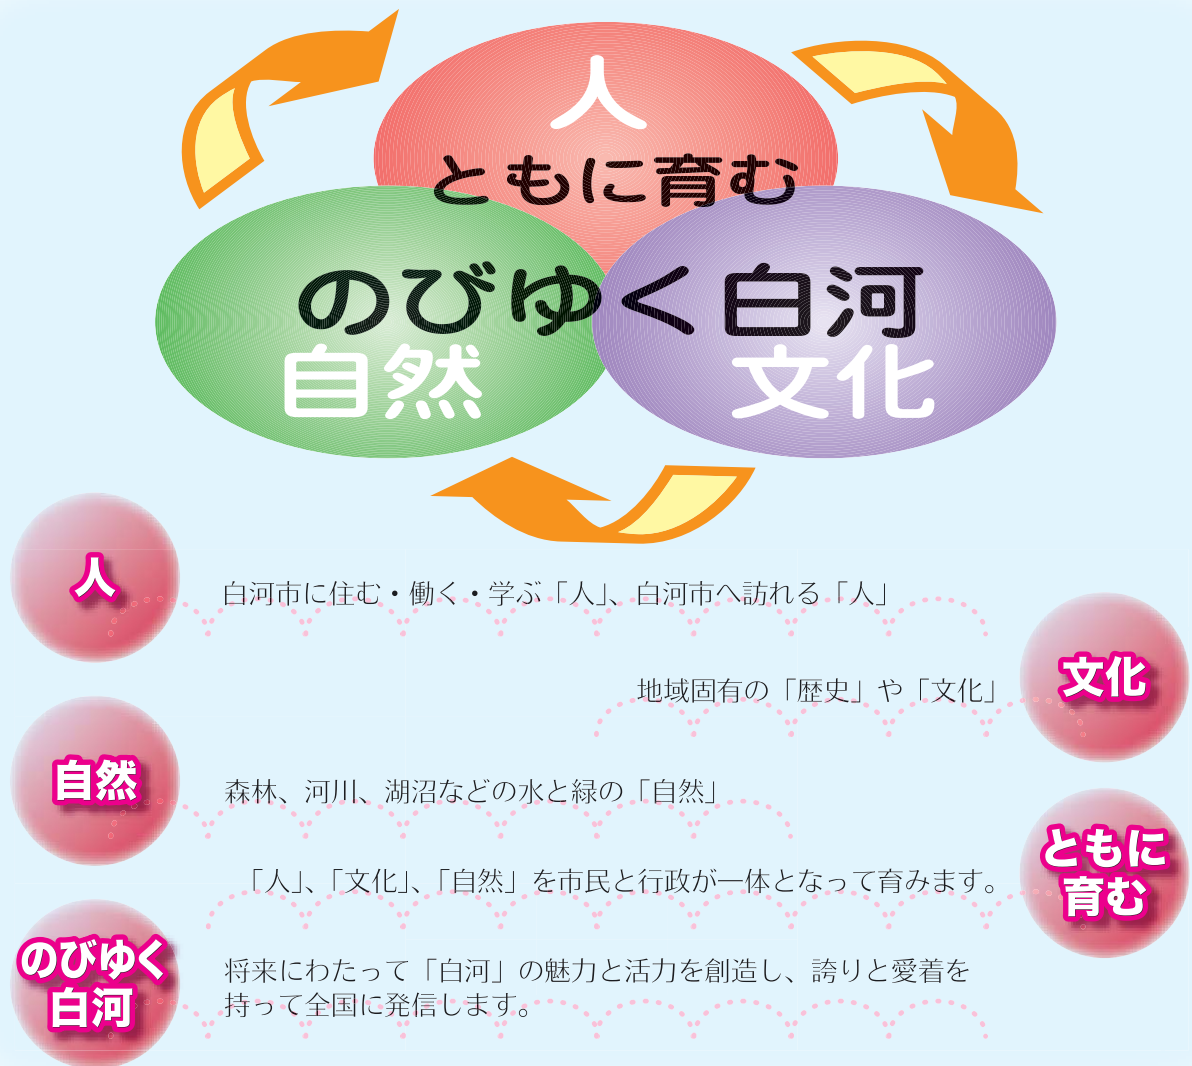 人
ともに育む
のびゆく白河
自然
文化
人
白河市に住む・働く・学ぶ「人」、白河市へ訪れる「人」
文化
地域固有の「歴史」や「文化」
自然
森林、河川、湖沼などの水と緑の「自然」
ともに
育む
「人」、「文化」、「自然」を市民と行政が一体となって育みます。
のびゆく
白河
将来にわたって「白河」の魅力と活力を創造し、誇りと愛着を
持って全国に発信します。